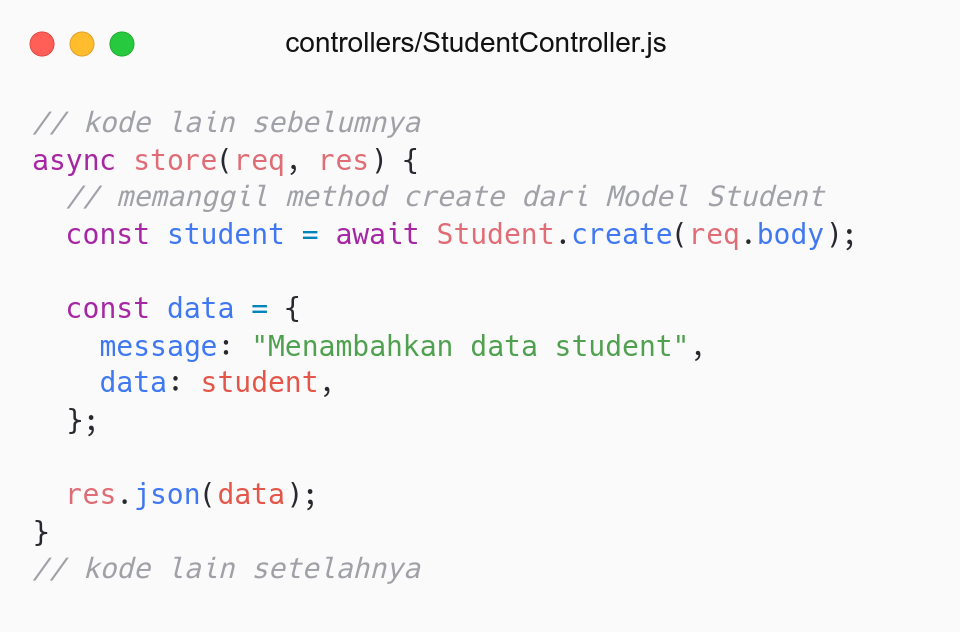 controllers/StudentController.js
// kode lain sebelumnya
async store(req, res) {
  // memanggil method create dari Model Student
  const student = await Student.create(req.body);

  const data = {
    message: "Menambahkan data student",
    data: student,
  };

  res.json(data);
}
// kode lain setelahnya